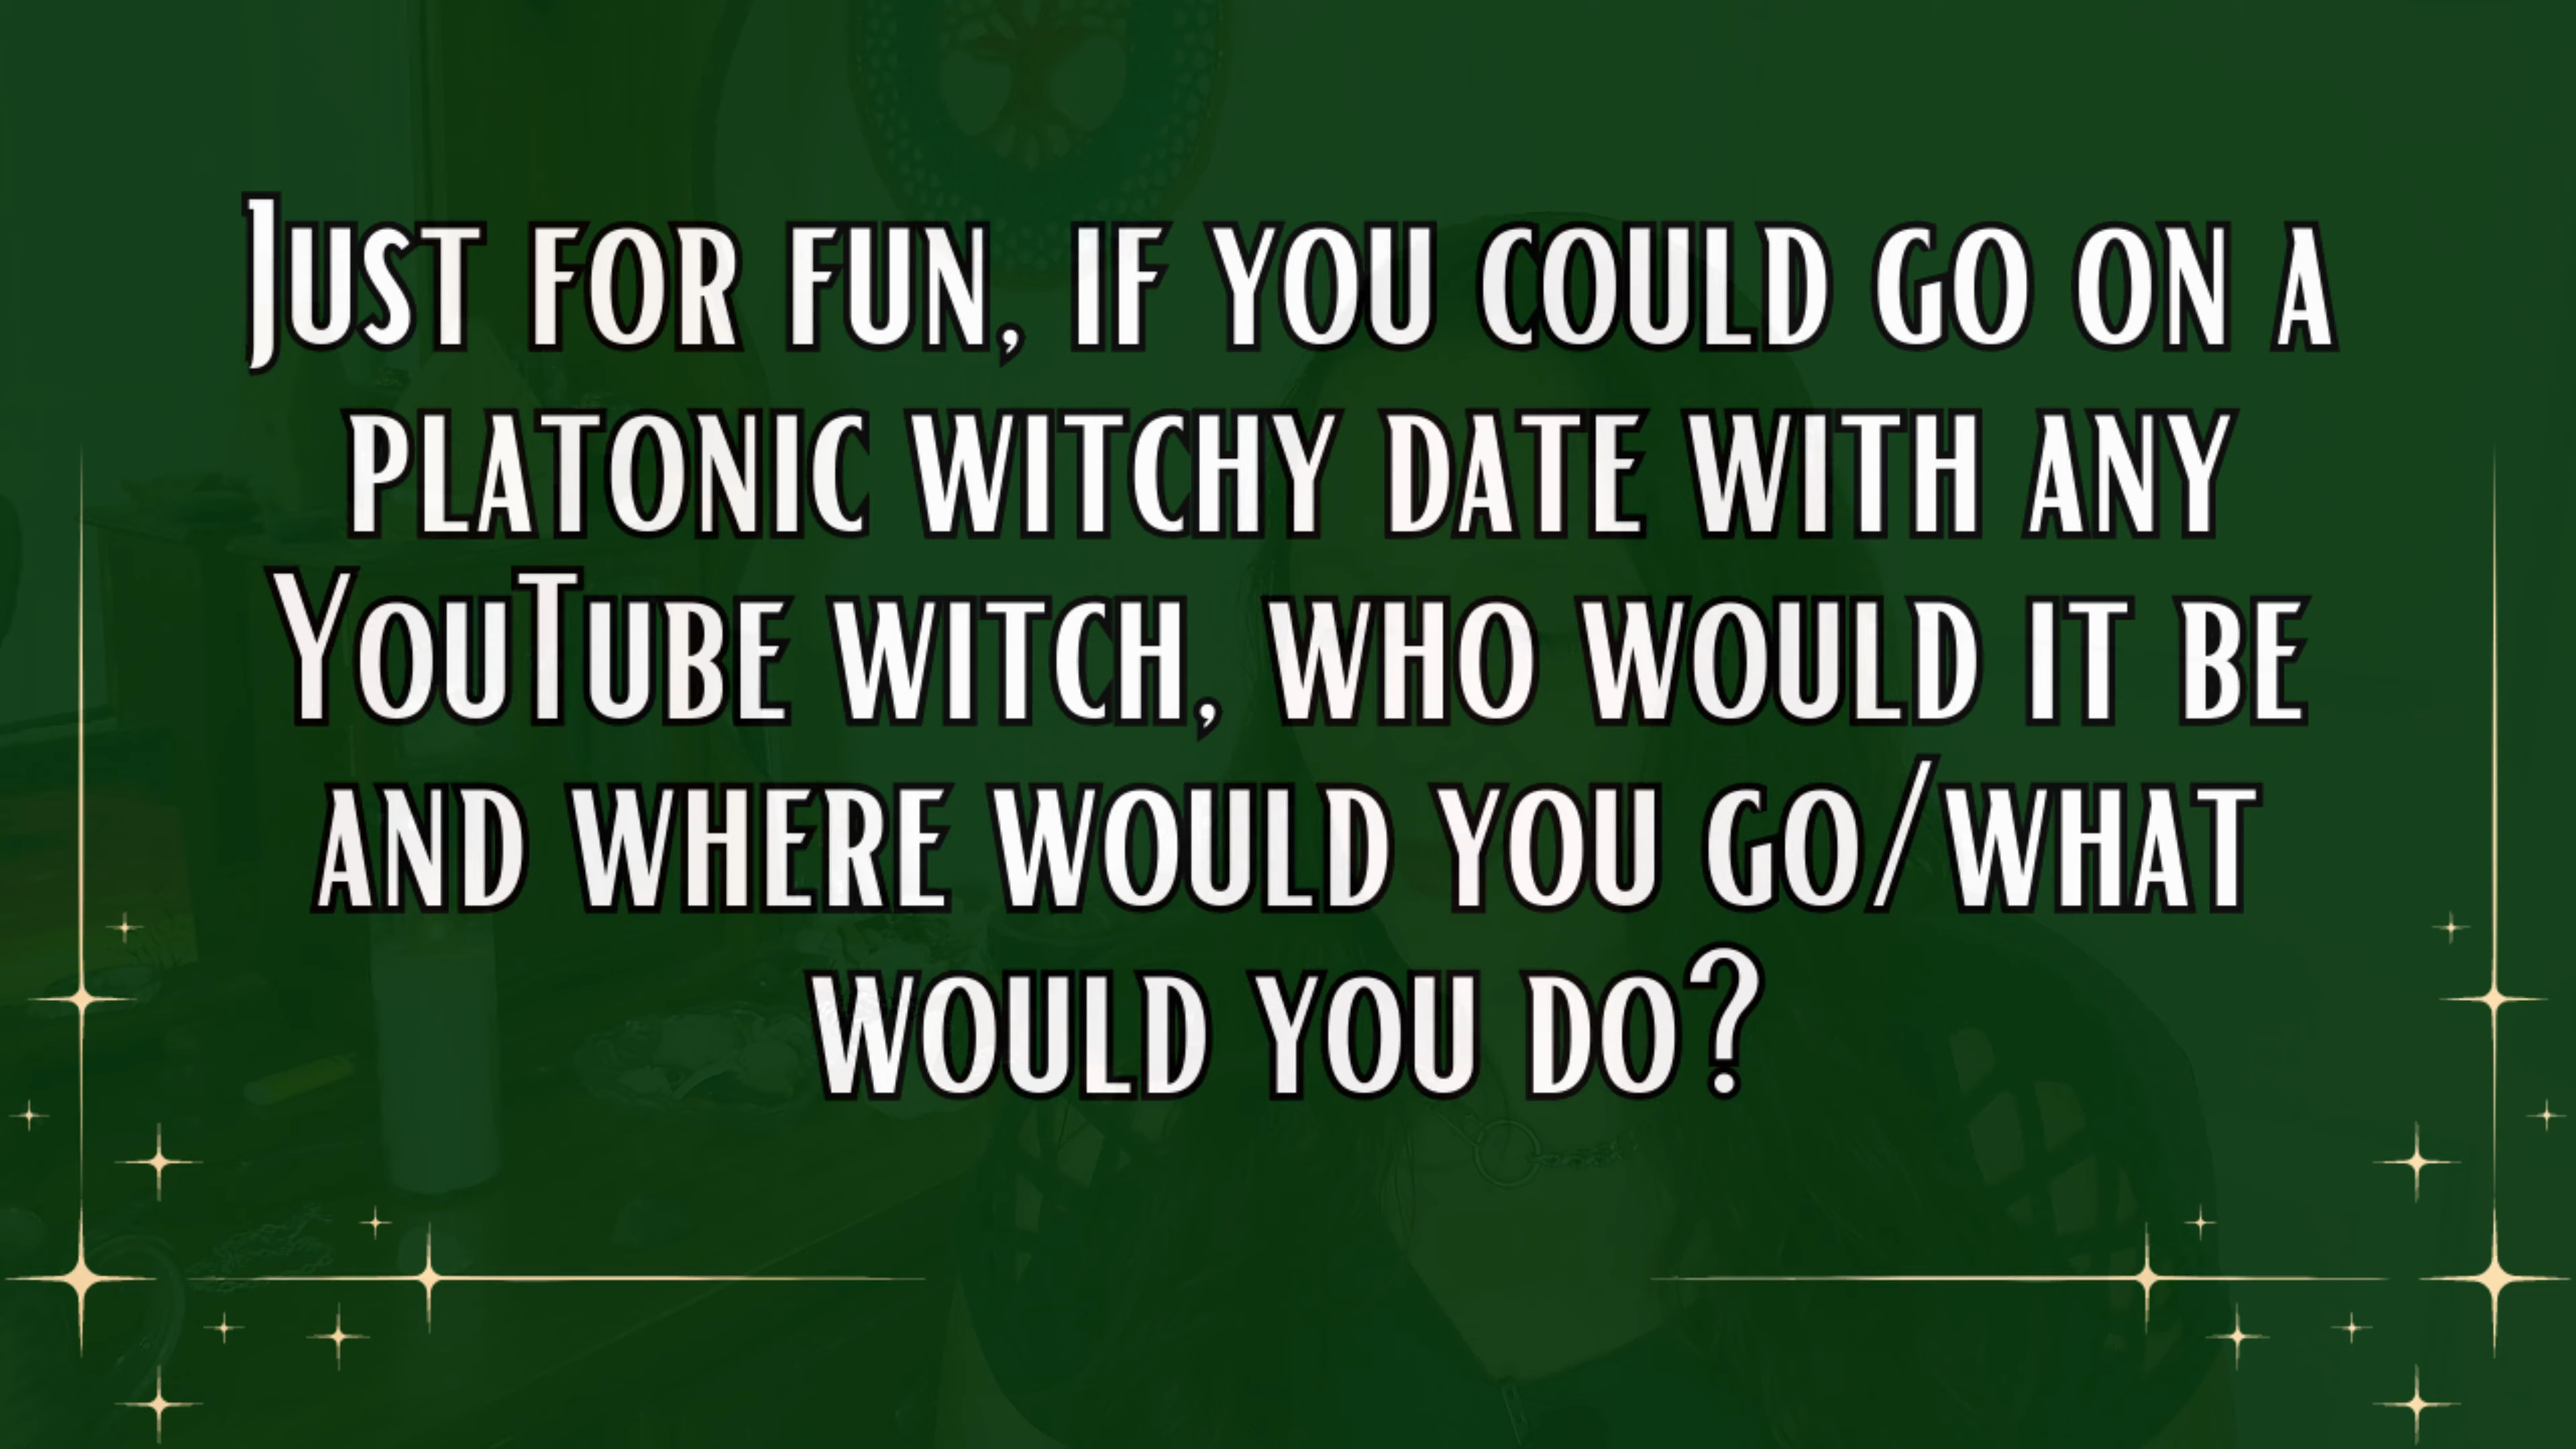 Just for fun, if you could go on a
platonic witchy date with any
YouTube witch, who would it be
and where would you go/what
would you do?